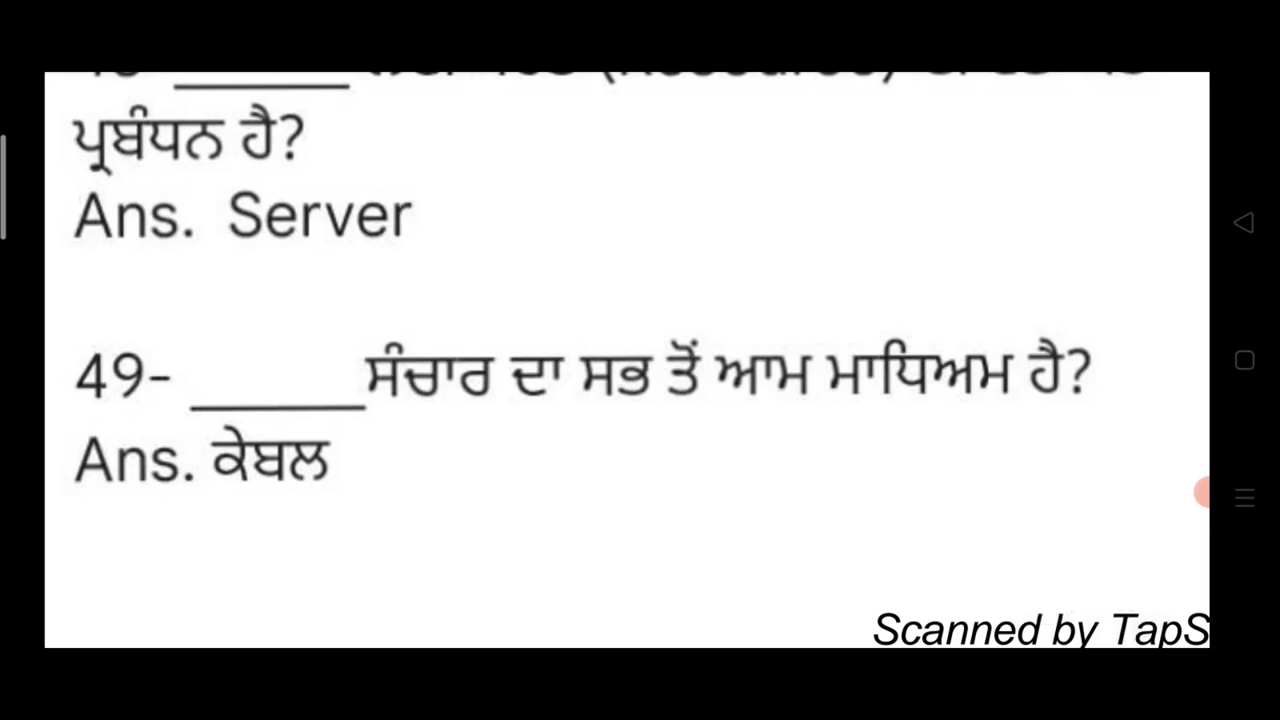 ਪ੍ਰਬੰਧਨ ਹੈ?
Ans. Server
49- ______ਸੰਚਾਰ ਦਾ ਸਭ ਤੋਂ ਆਮ ਮਾਧਿਅਮ ਹੈ?
Ans. ਕੇਬਲ
Scanned by TapS